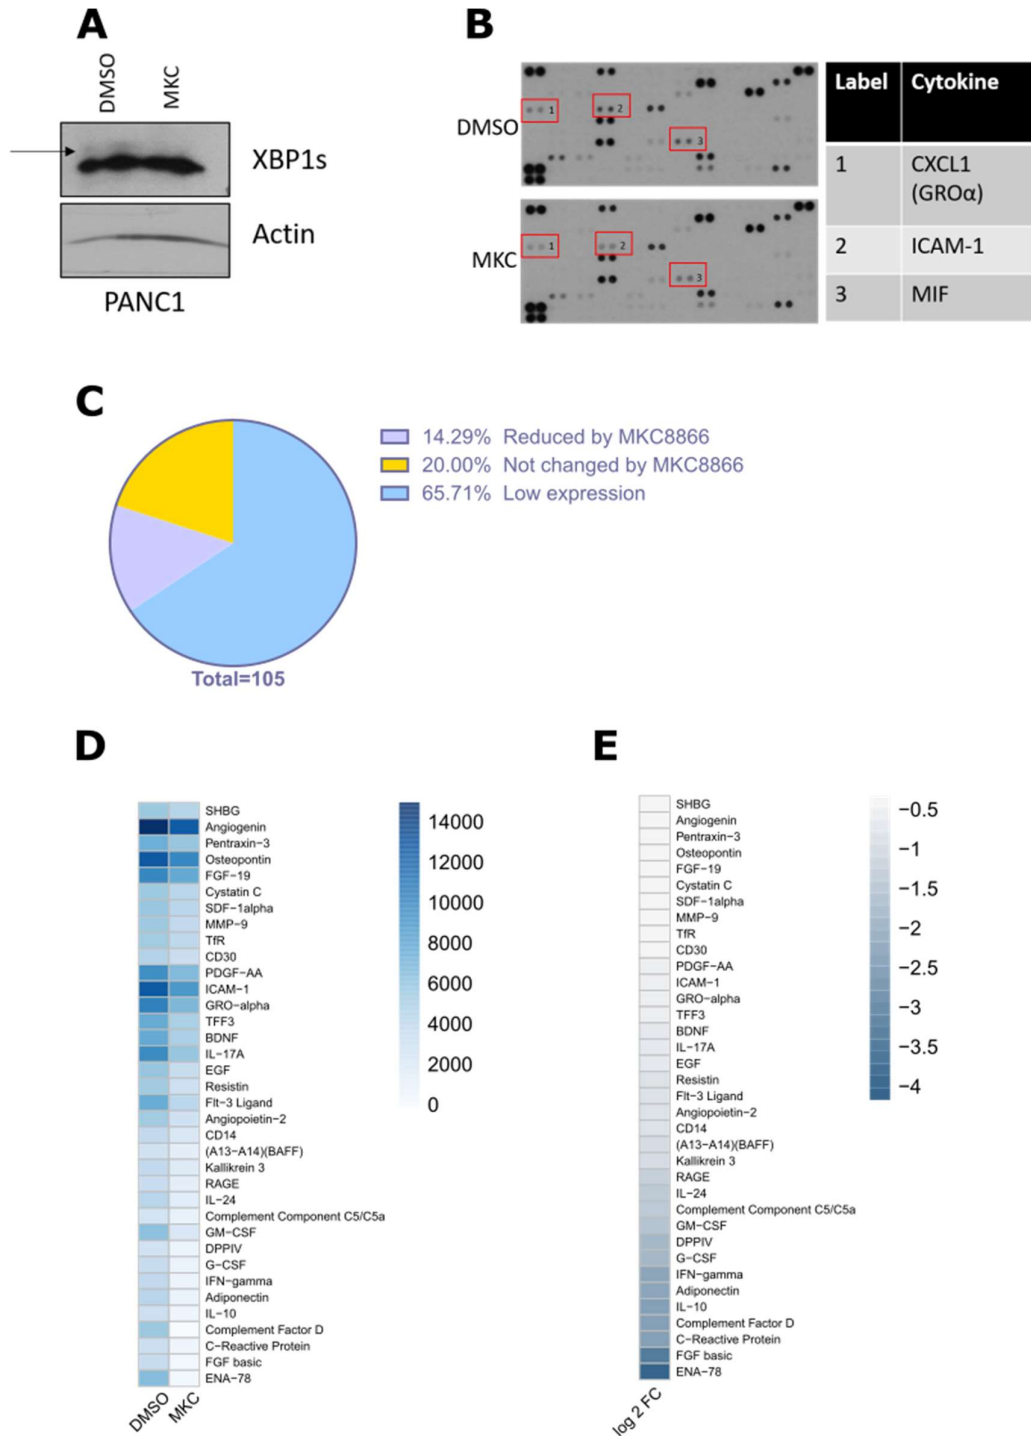 A
DMSO
MKC
XBP1s
Actin
PANC1
B
DMSO
1
2
3
MKC
1
2
3
Label Cytokine
1 CXCL1
(GROα)
2 ICAM-1
3 MIF
C
14.29% Reduced by MKC8866
20.00% Not changed by MKC8866
65.71% Low expression
Total=105
D
SHBG
Angiogenin
Pentraxin−3
Osteopontin
FGF−19
Cystatin C
SDF−1alpha
MMP−9
TfR
CD30
PDGF−AA
ICAM−1
GRO−alpha
TFF3
BDNF
IL−17A
EGF
Resistin
Flt−3 Ligand
Angiopoietin−2
CD14
(A13−A14)(BAFF)
Kallikrein 3
RAGE
IL−24
Complement Component C5/C5a
GM−CSF
DPPIV
G−CSF
IFN−gamma
Adiponectin
IL−10
Complement Factor D
C−Reactive Protein
FGF basic
ENA−78
DMSO
MKC
14000
12000
10000
8000
6000
4000
2000
0
E
SHBG
Angiogenin
Pentraxin−3
Osteopontin
FGF−19
Cystatin C
SDF−1alpha
MMP−9
TfR
CD30
PDGF−AA
ICAM−1
GRO−alpha
TFF3
BDNF
IL−17A
EGF
Resistin
Flt−3 Ligand
Angiopoietin−2
CD14
(A13−A14)(BAFF)
Kallikrein 3
RAGE
IL−24
Complement Component C5/C5a
GM−CSF
DPPIV
G−CSF
IFN−gamma
Adiponectin
IL−10
Complement Factor D
C−Reactive Protein
FGF basic
ENA−78
log 2 FC
−0.5
−1
−1.5
−2
−2.5
−3
−3.5
−4